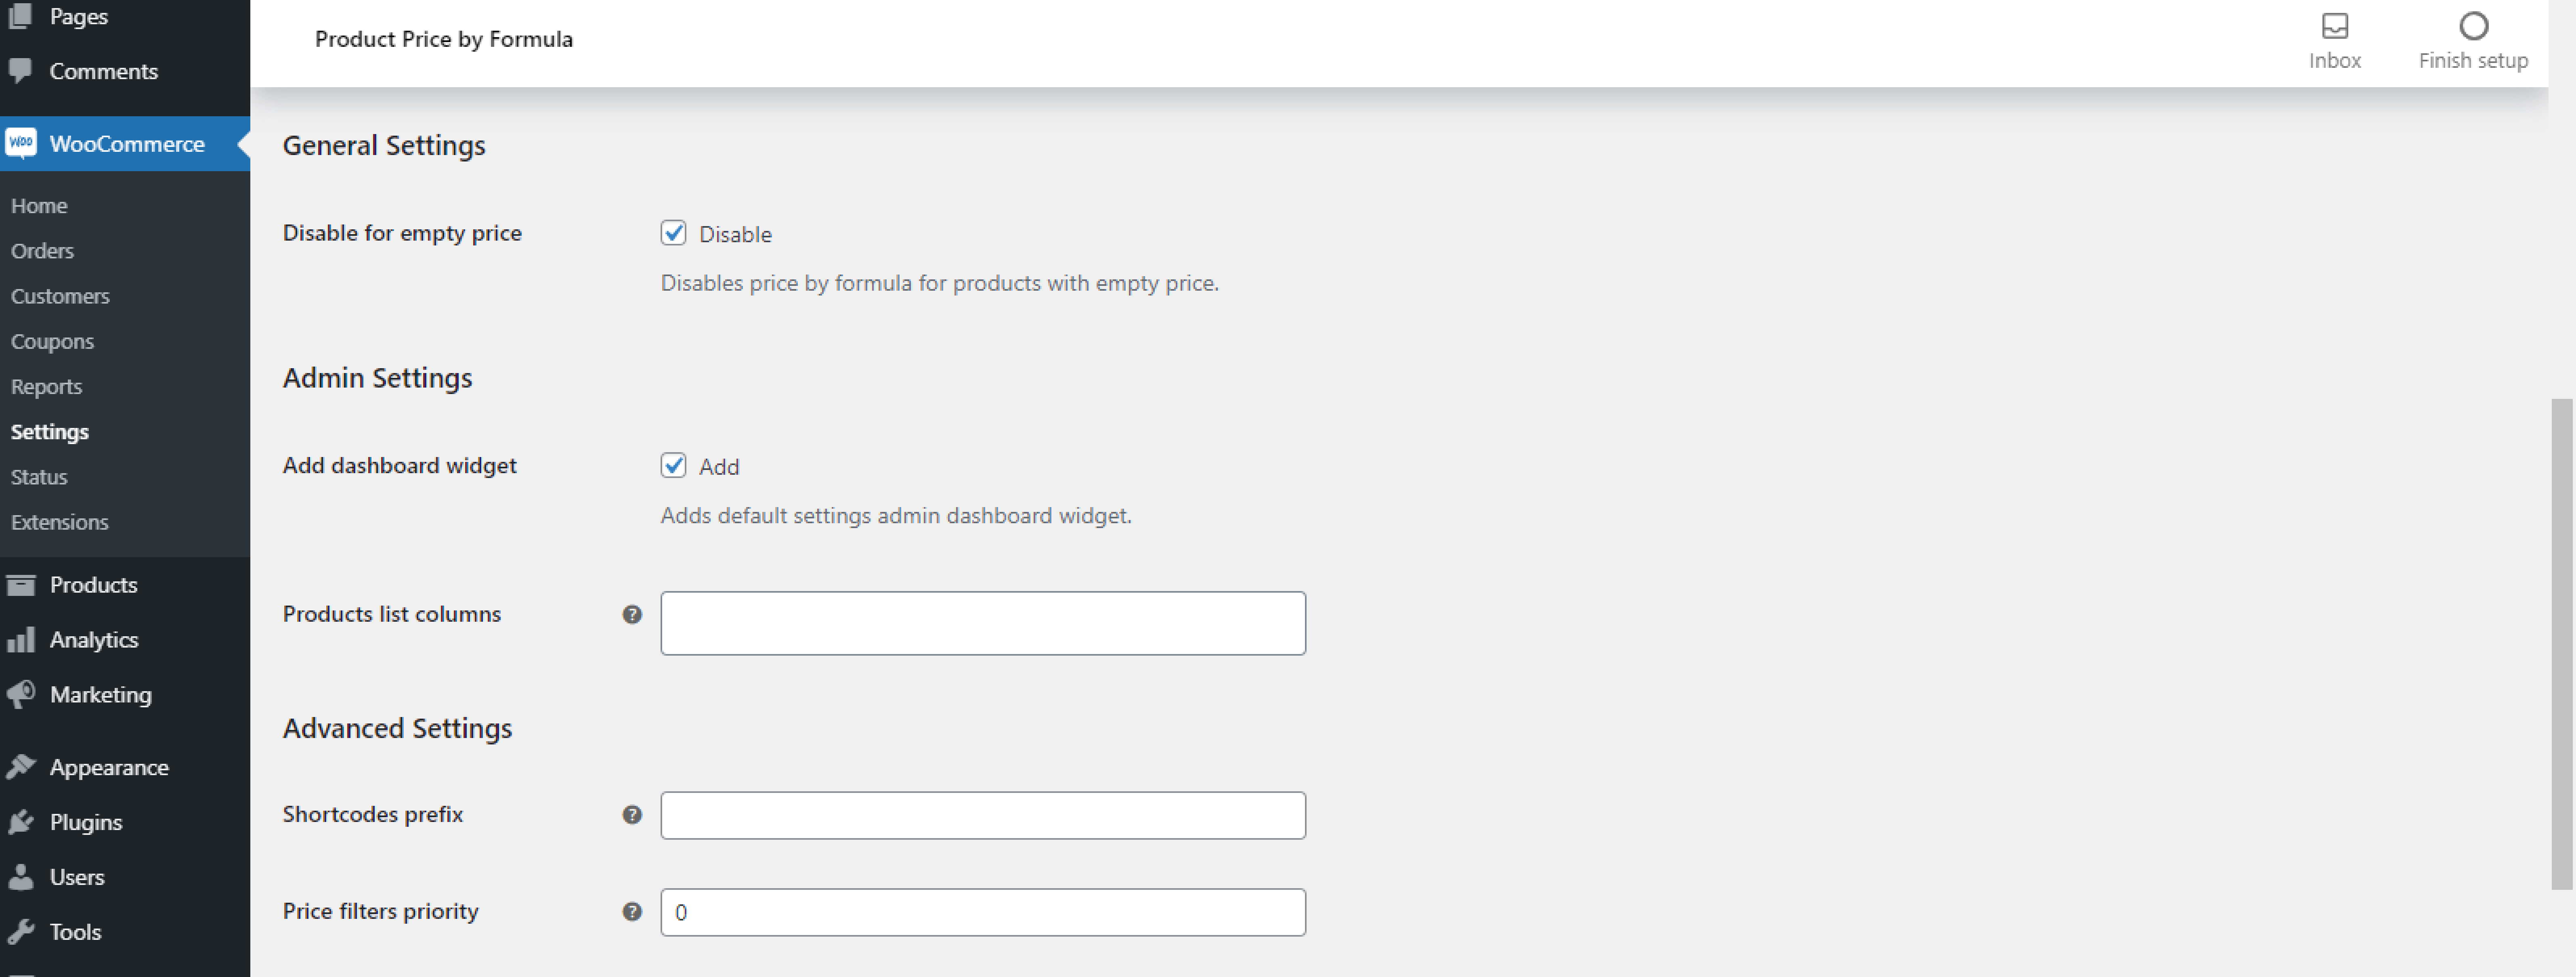 Pages
Comments
WooCommerce
Home
Orders
Customers
Coupons
Reports
Settings
Status
Extensions
Products
Analytics
Marketing
Appearance
Plugins
Users
Tools
Product Price by Formula
Inbox
Finish setup
General Settings
Disable for empty price
Disable
Disables price by formula for products with empty price.
Admin Settings
Add dashboard widget
Add
Adds default settings admin dashboard widget.
Products list columns ?
Advanced Settings
Shortcodes prefix ?
Price filters priority ? 0